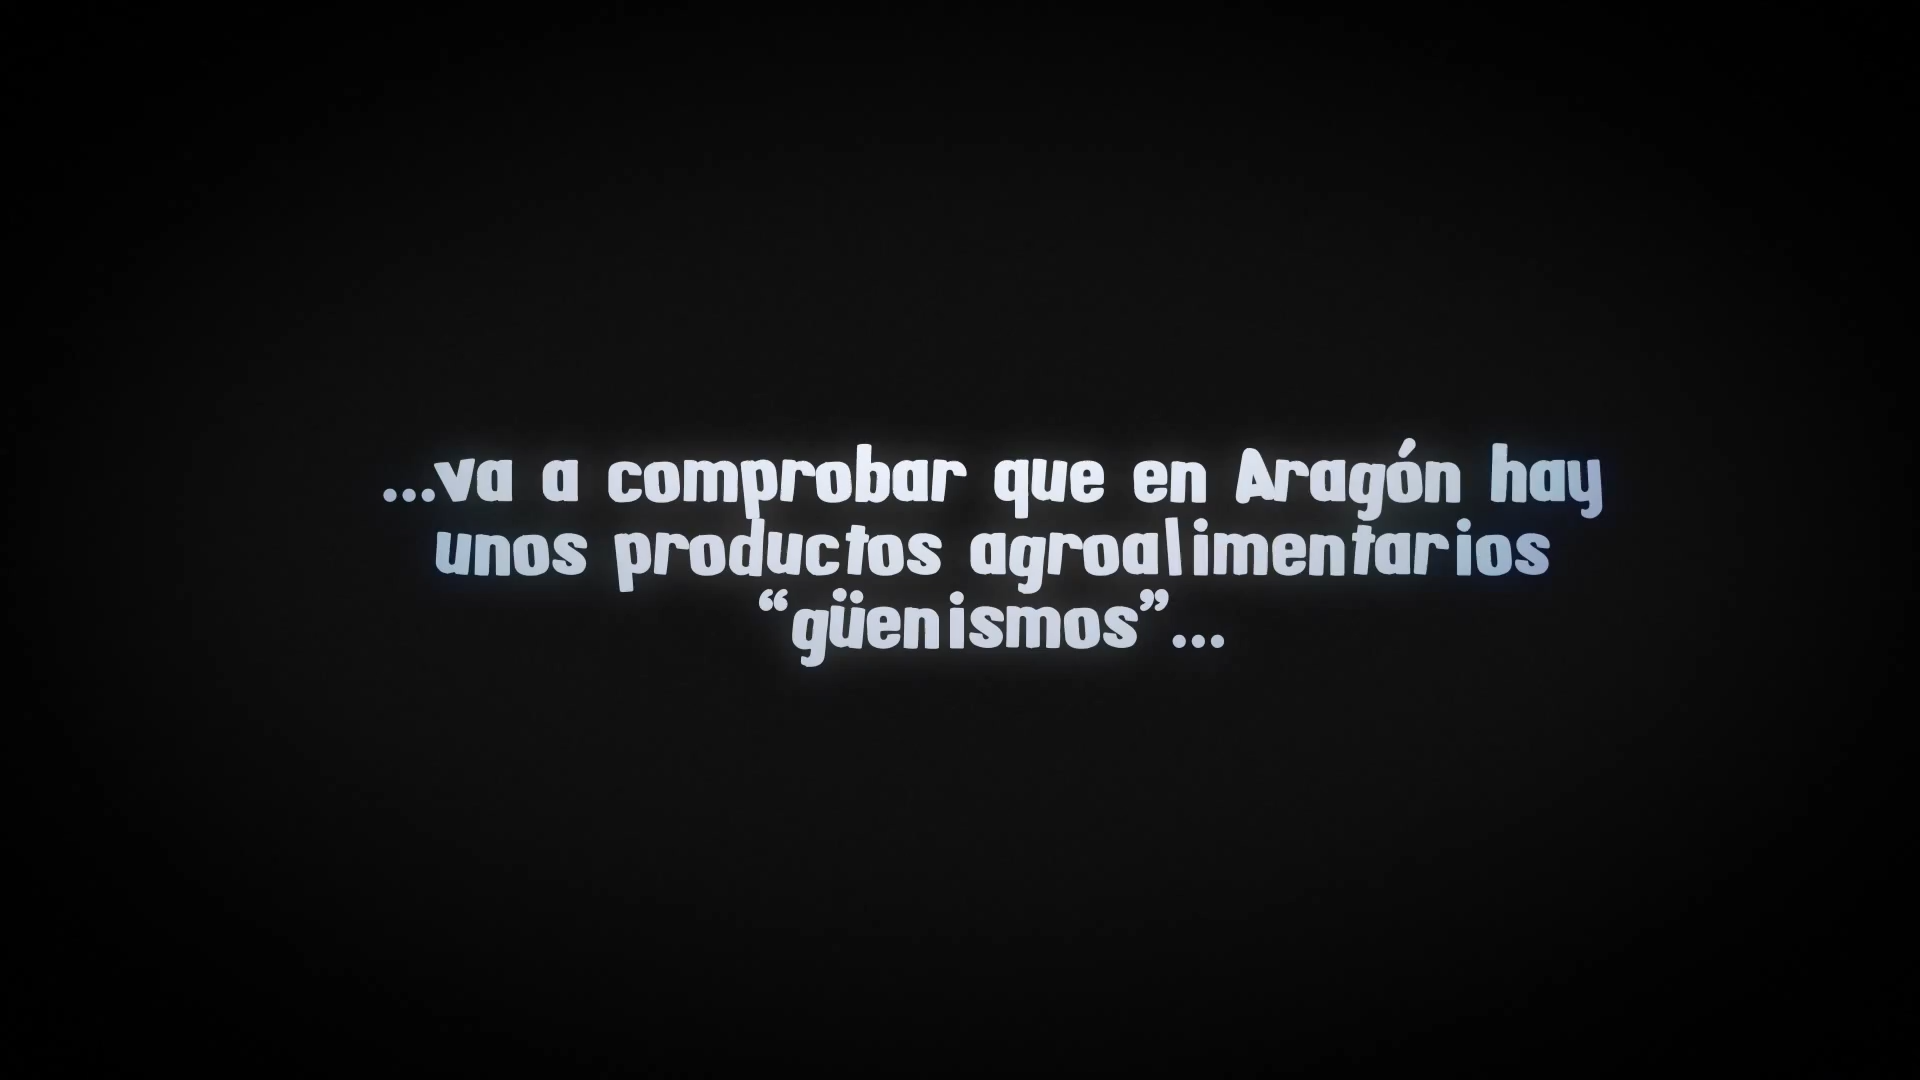 ...va a comprobar que en Aragón hay
unos productos agroalimentarios
“güenismos”...